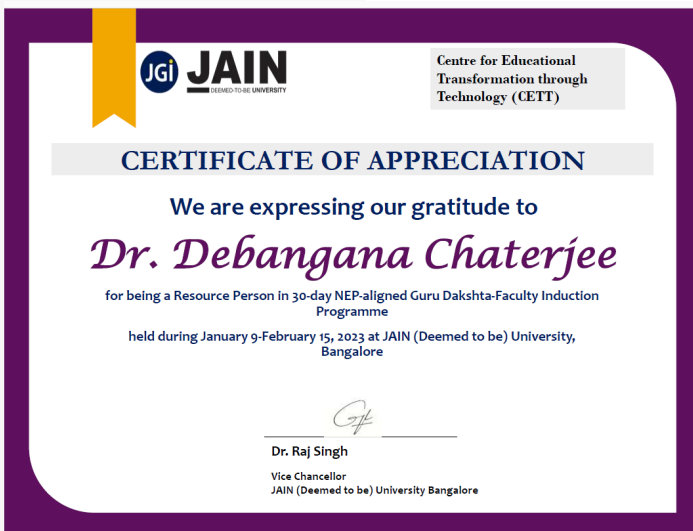 JGi JAIN
DEEMED-TO-BE UNIVERSITY
Centre for Educational
Transformation through
Technology (CETT)
CERTIFICATE OF APPRECIATION
We are expressing our gratitude to
Dr. Debangana Chaterjee
for being a Resource Person in 30-day NEP-aligned Guru Dakshta-Faculty Induction
Programme
held during January 9-February 15, 2023 at JAIN (Deemed to be) University,
Bangalore
Dr. Raj Singh
Vice Chancellor
JAIN (Deemed to be) University Bangalore